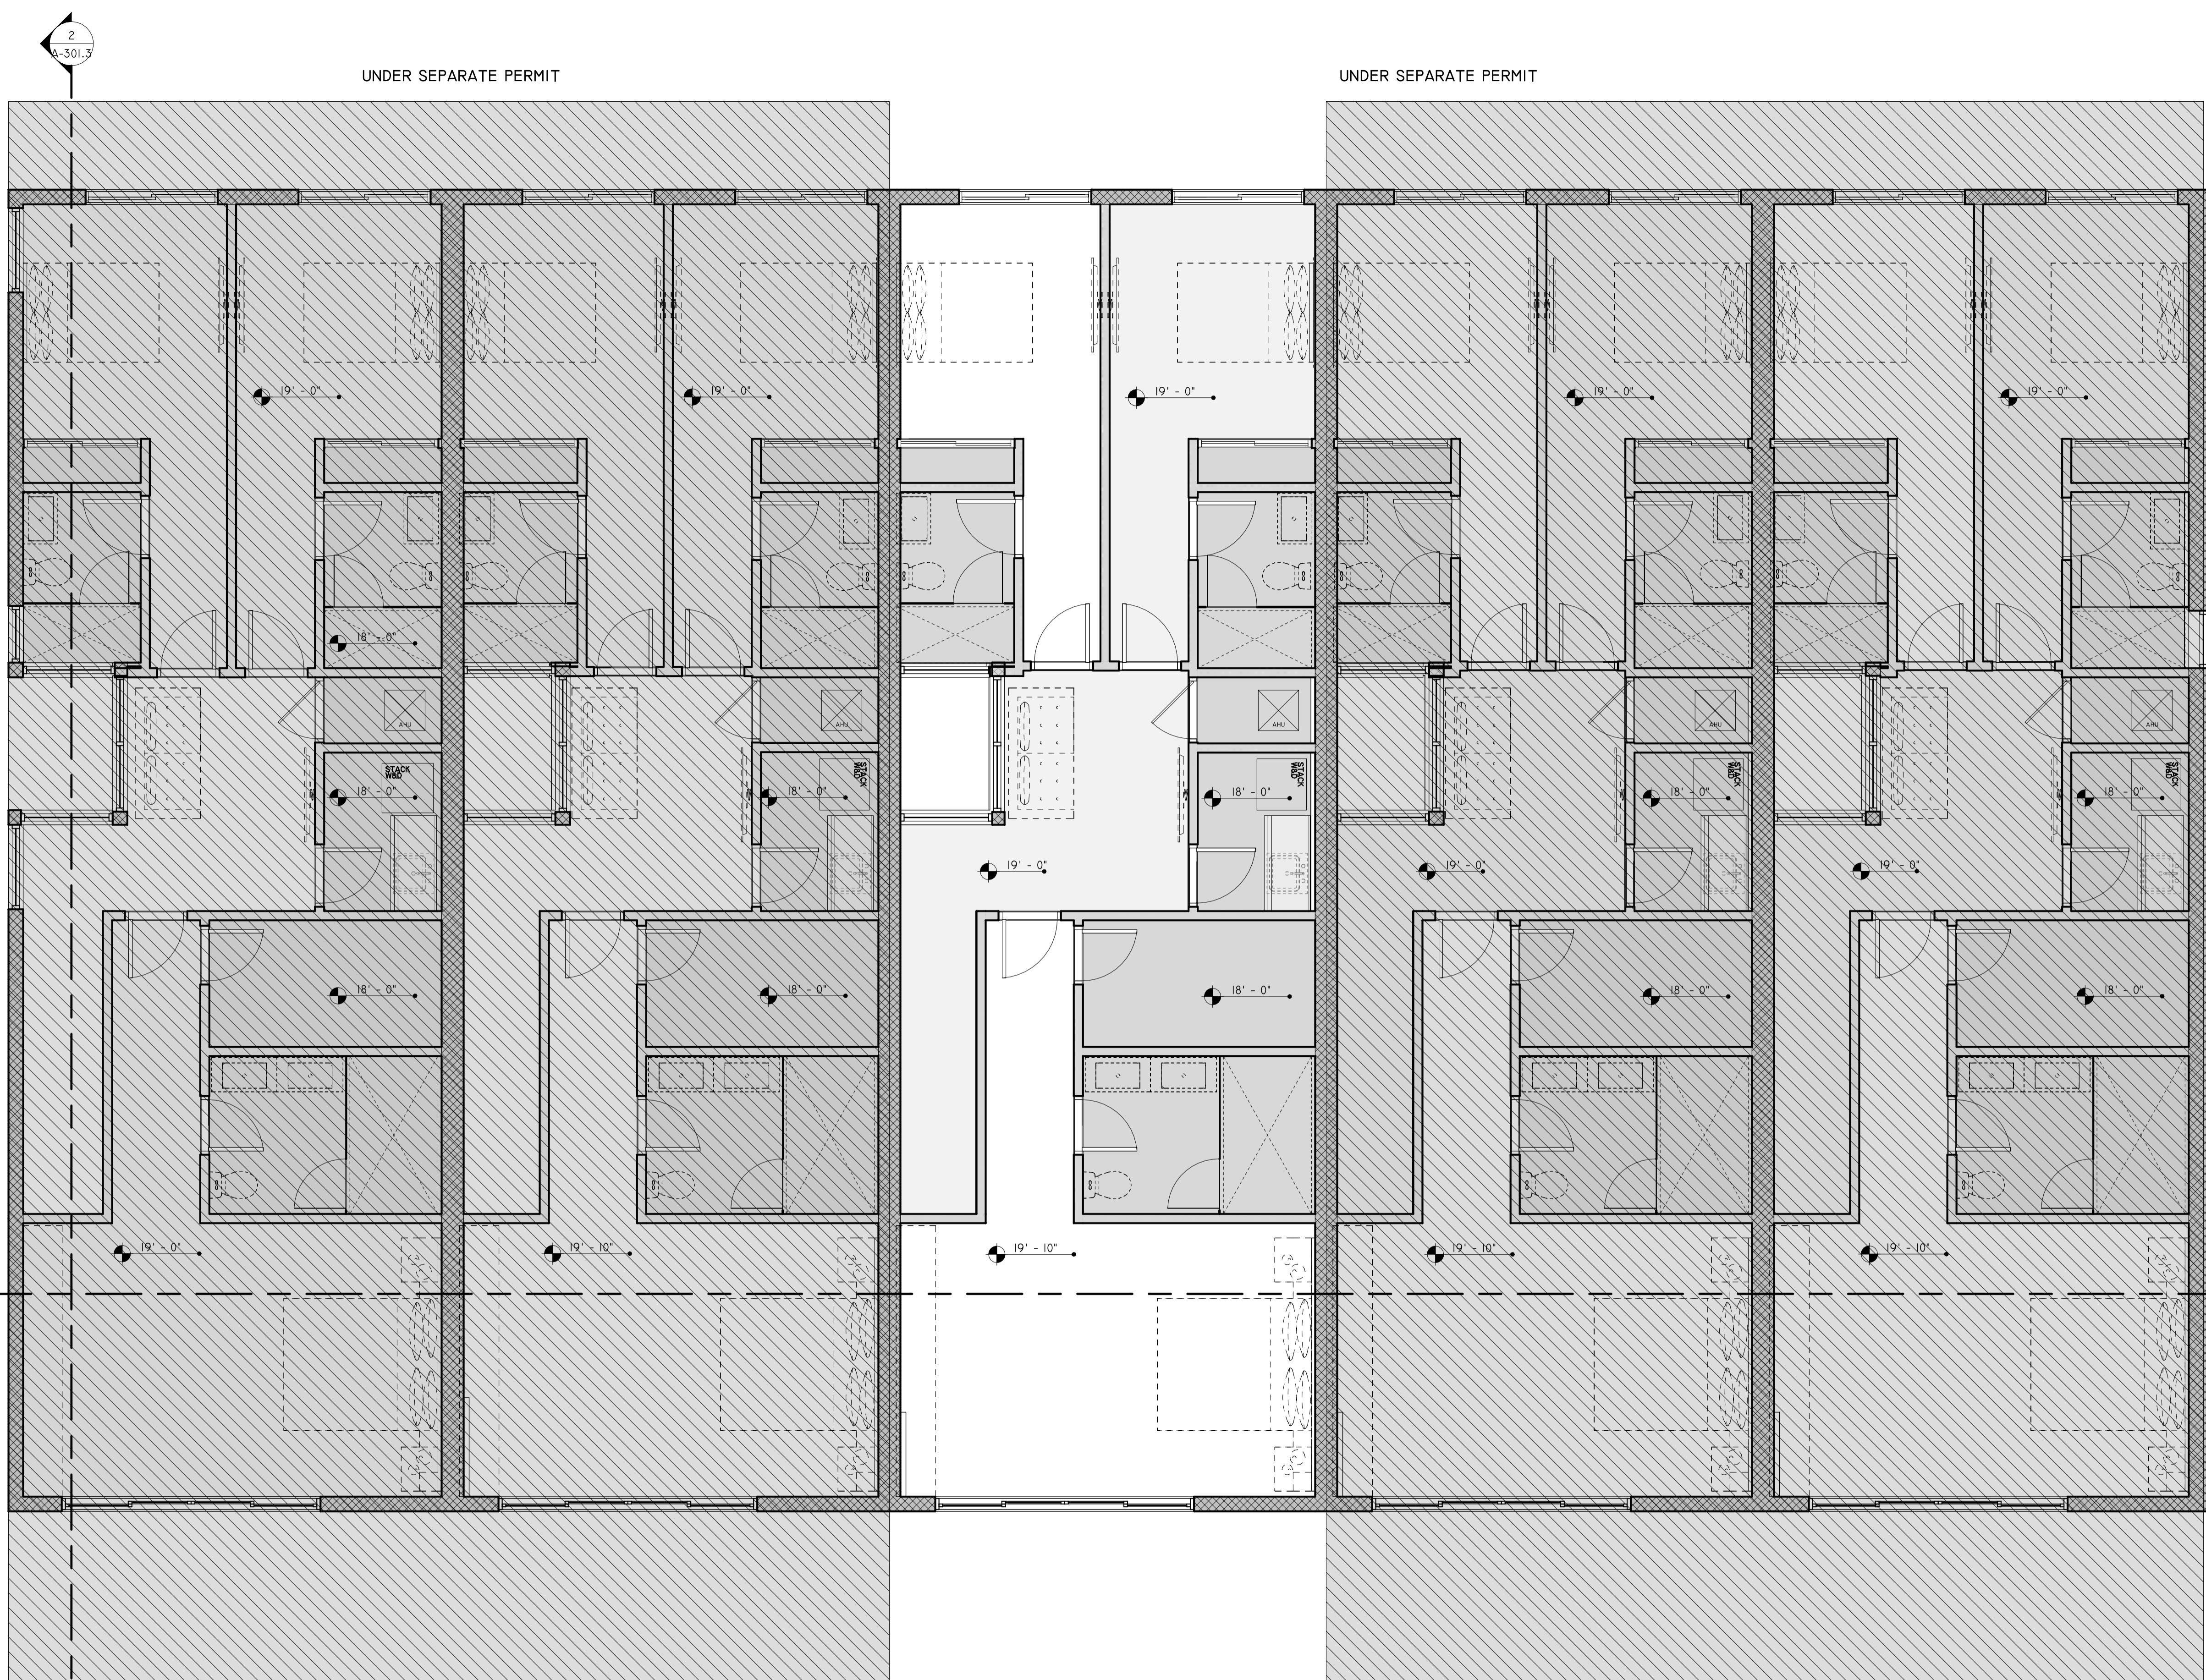 2
A-301.3
UNDER SEPARATE PERMIT
UNDER SEPARATE PERMIT
19' - 0"
19' - 0"
19' - 0"
19' - 0"
19' - 0"
18' - 0"
AHU
AHU
AHU
AHU
AHU
STACK
W&D
STACK
W&D
STACK
W&D
STACK
W&D
STACK
W&D
18' - 0"
18' - 0"
18' - 0"
18' - 0"
18' - 0"
19' - 0"
19' - 0"
19' - 0"
18' - 0"
18' - 0"
18' - 0"
18' - 0"
18' - 0"
19' - 0"
19' - 10"
19' - 10"
19' - 10"
19' - 10"